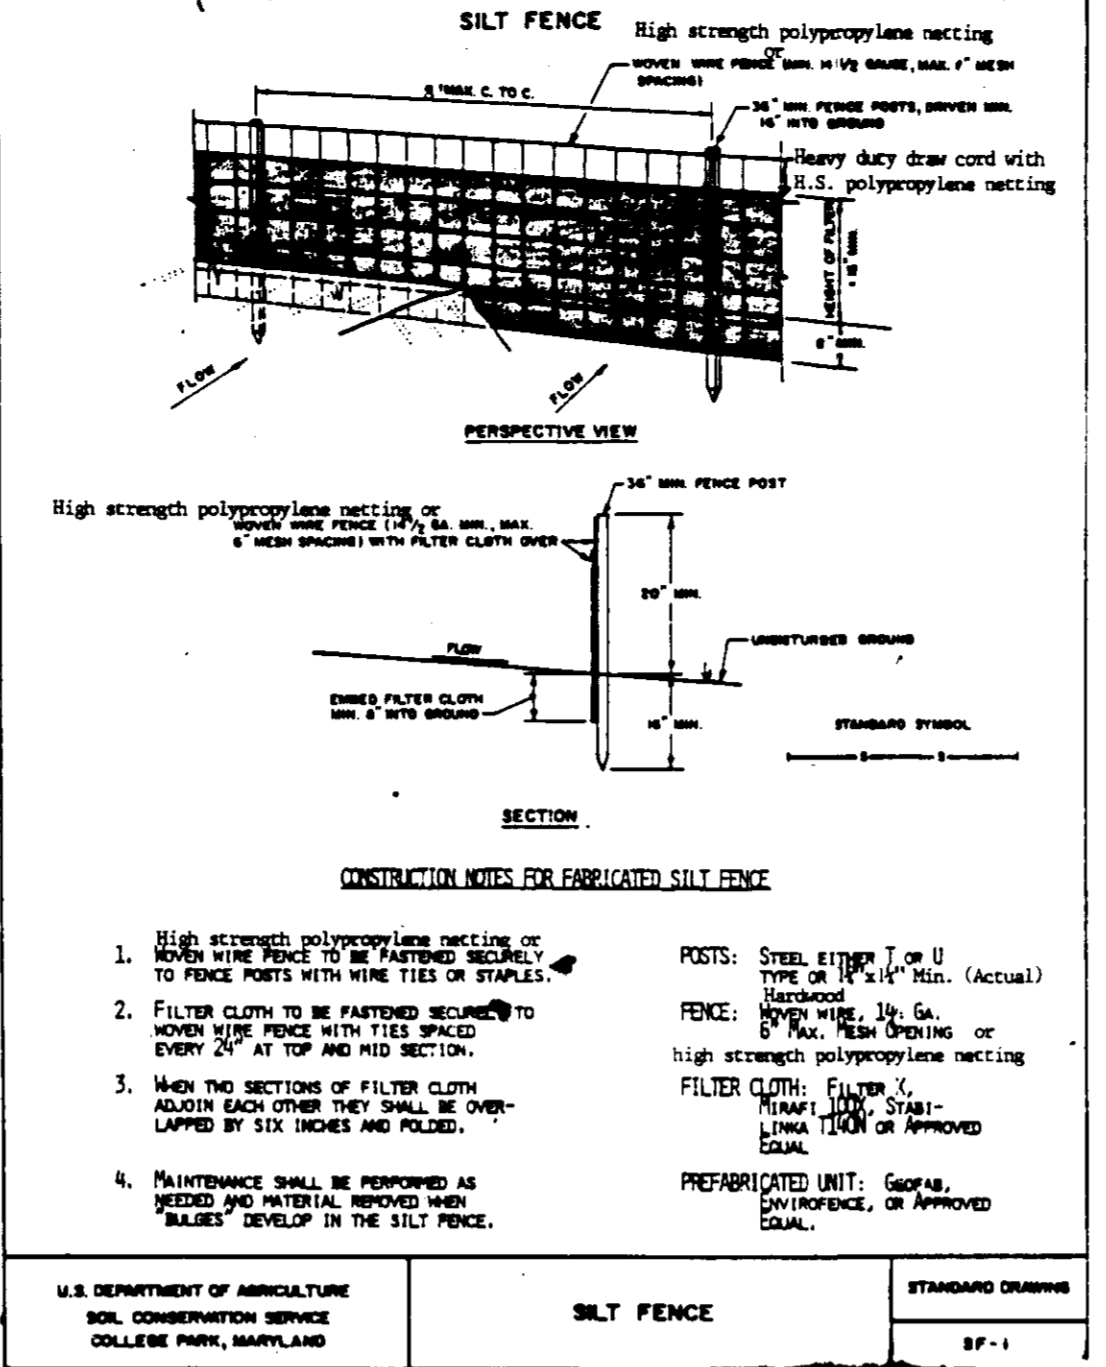 SILT FENCE
High strength polypropylene netting
or
WOVEN WIRE FENCE (MIN. 14 1/2 GAUGE, MAX. 6" MESH
SPACING)
8' MAX. C. TO C.
36" MIN. FENCE POSTS, DRIVEN MIN.
16" INTO GROUND
Heavy duty draw cord with
H.S. polypropylene netting
HEIGHT OF FILTER
MIN.
8" MIN.
FLOW
FLOW
PERSPECTIVE VIEW
36" MIN. FENCE POST
High strength polypropylene netting or
WOVEN WIRE FENCE (14 1/2 GA. MIN., MAX.
6" MESH SPACING) WITH FILTER CLOTH OVER
20" MIN.
FLOW
UNDISTURBED GROUND
EMBED FILTER CLOTH
MIN. 8" INTO GROUND
16" MIN.
STANDARD SYMBOL
S S
SECTION
CONSTRUCTION NOTES FOR FABRICATED SILT FENCE
High strength polypropylene netting or
1. WOVEN WIRE FENCE TO BE FASTENED SECURELY
TO FENCE POSTS WITH WIRE TIES OR STAPLES.
2. FILTER CLOTH TO BE FASTENED SECURELY TO
WOVEN WIRE FENCE WITH TIES SPACED
EVERY 24" AT TOP AND MID SECTION.
3. WHEN TWO SECTIONS OF FILTER CLOTH
ADJOIN EACH OTHER THEY SHALL BE OVER-
LAPPED BY SIX INCHES AND FOLDED.
4. MAINTENANCE SHALL BE PERFORMED AS
NEEDED AND MATERIAL REMOVED WHEN
"BULGES" DEVELOP IN THE SILT FENCE.
POSTS: STEEL EITHER T OR U
TYPE OR Min. (Actual)
Hardwood
FENCE: WOVEN WIRE, GA.
6" MAX. MESH OPENING or
high strength polypropylene netting
FILTER CLOTH: FILTER X,
MIRAFI 100X, STABI-
LINKA T140N OR APPROVED
EQUAL
PREFABRICATED UNIT: GEOFAB,
ENVIROFENCE, OR APPROVED
EQUAL.
U.S. DEPARTMENT OF AGRICULTURE
SOIL CONSERVATION SERVICE
COLLEGE PARK, MARYLAND
SILT FENCE
STANDARD DRAWING
SF-1